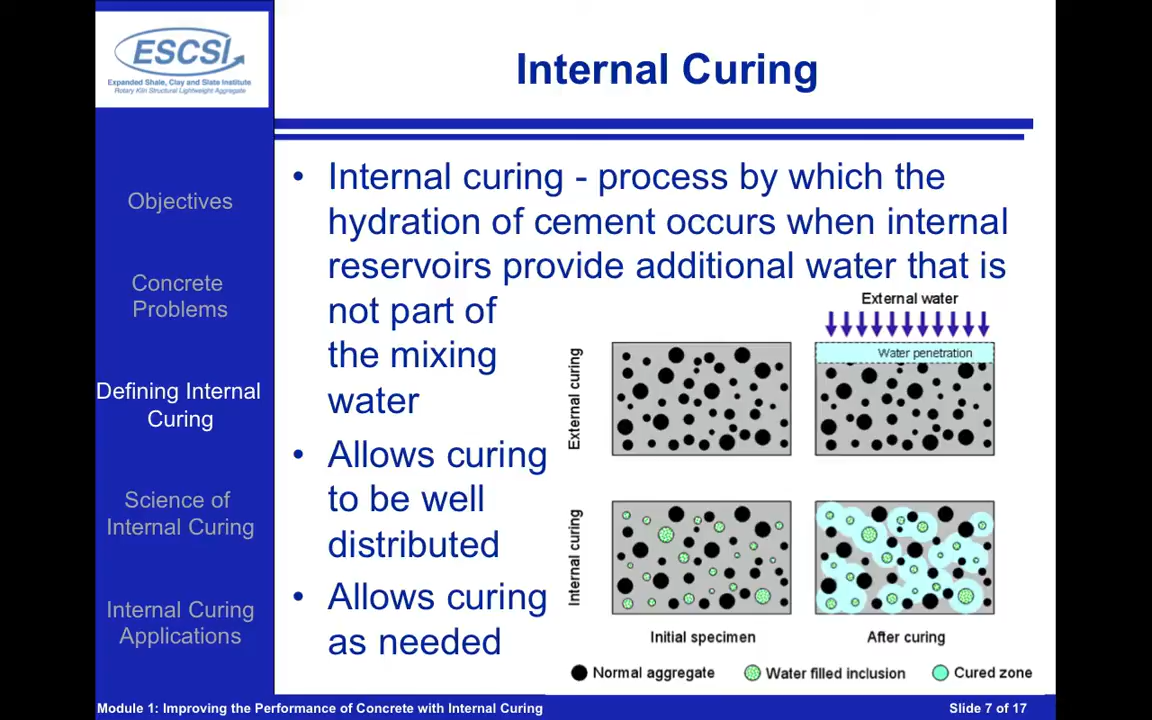 ESCSI
Expanded Shale, Clay and Slate Institute
Rotary Kiln Structural Lightweight Aggregate
Internal Curing
Objectives
Concrete
Problems
Defining Internal
Curing
Science of
Internal Curing
Internal Curing
Applications
• Internal curing - process by which the
hydration of cement occurs when internal
reservoirs provide additional water that is
not part of
the mixing
water
• Allows curing
to be well
distributed
• Allows curing
as needed
External water
Water penetration
External curing
Internal curing
Initial specimen
After curing
Normal aggregate
Water filled inclusion
Cured zone
Module 1: Improving the Performance of Concrete with Internal Curing
Slide 7 of 17